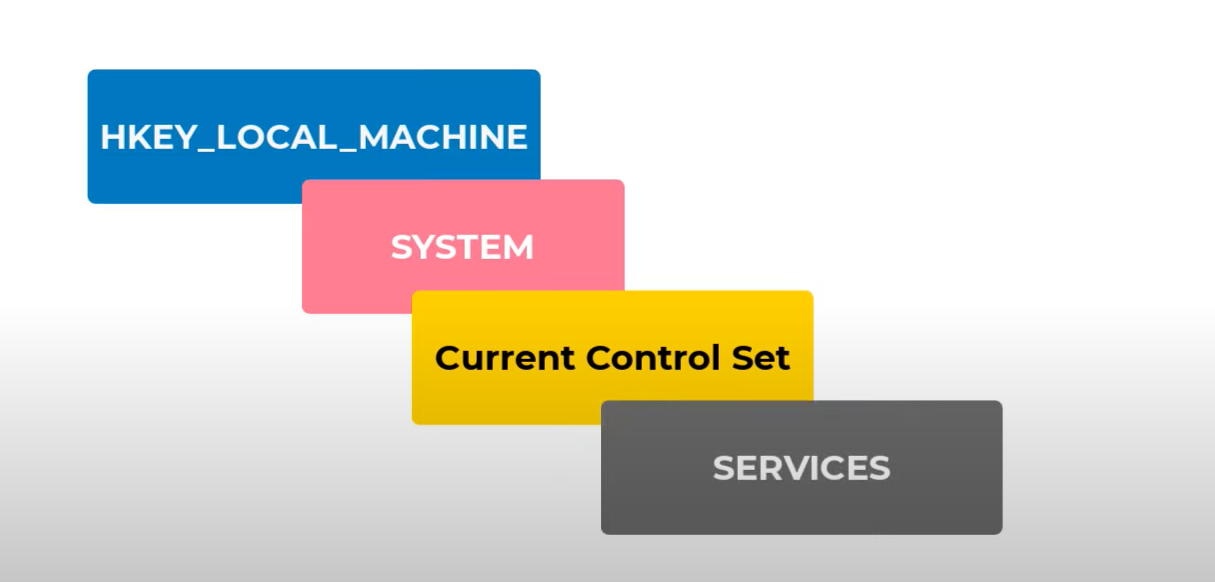 HKEY_LOCAL_MACHINE
SYSTEM
Current Control Set
SERVICES